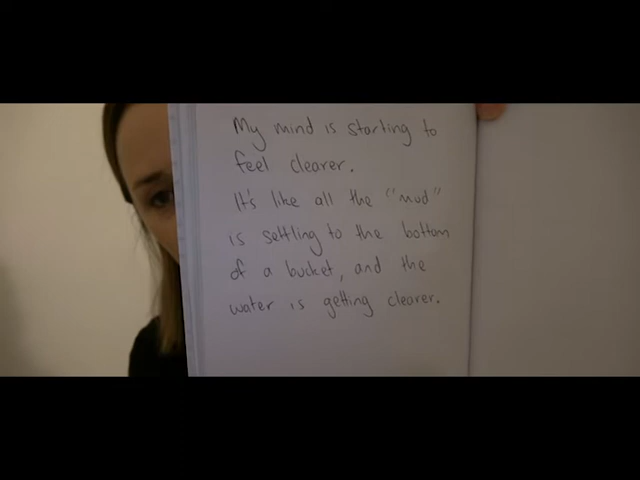 My mind is starting to
feel clearer.
It's like all the "mud"
is settling to the bottom
of a bucket, and the
water is getting clearer.